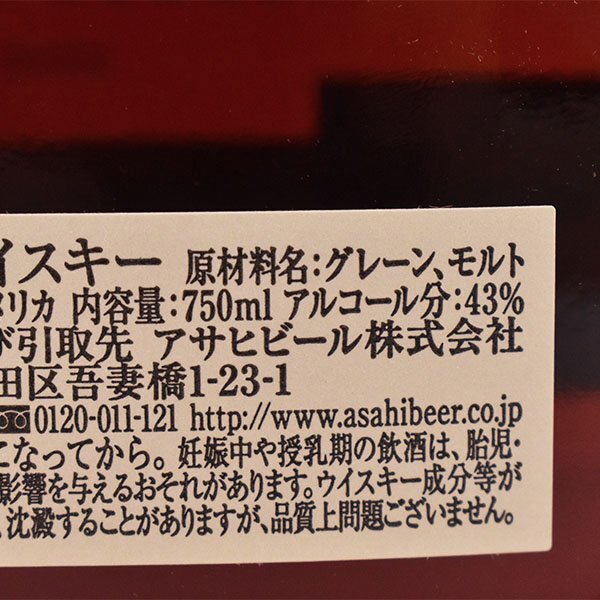 イスキー 原材料名:グレーン、モルト
メリカ 内容量:750ml アルコール分:43%
び引取先 アサヒビール株式会社
田区吾妻橋1-23-1
0120-011-121 http://www.asahibeer.co.jp
になってから。妊娠中や授乳期の飲酒は、胎児・
影響を与えるおそれがあります。ウイスキー成分等が
、沈澱することがありますが、品質上問題ございません。